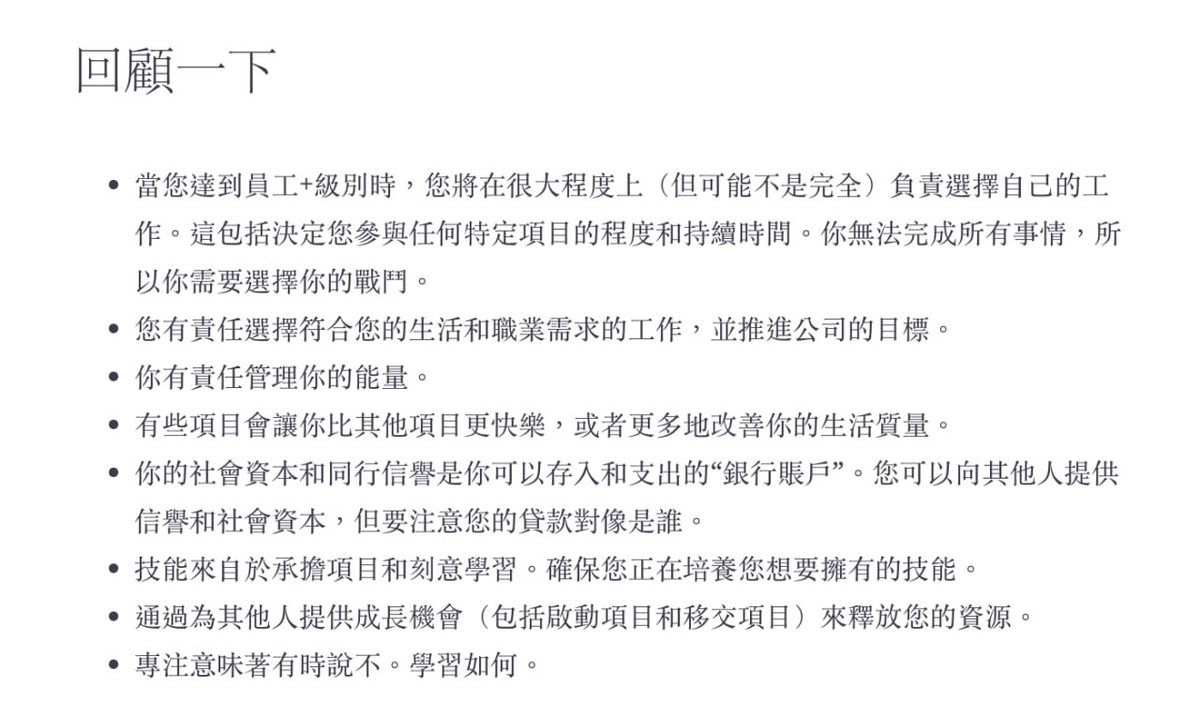 回顧一下
• 當您達到員工+級別時，您將在很大程度上（但可能不是完全）負責選擇自己的工
作。這包括決定您參與任何特定項目的程度和持續時間。你無法完成所有事情，所
以你需要選擇你的戰鬥。
• 您有責任選擇符合您的生活和職業需求的工作，並推進公司的目標。
• 你有責任管理你的能量。
• 有些項目會讓你比其他項目更快樂，或者更多地改善你的生活質量。
• 你的社會資本和同行信譽是你可以存入和支出的“銀行賬戶”。您可以向其他人提供
信譽和社會資本，但要注意您的貸款對像是誰。
• 技能來自於承擔項目和刻意學習。確保您正在培養您想要擁有的技能。
• 通過為其他人提供成長機會（包括啟動項目和移交項目）來釋放您的資源。
• 專注意味著有時說不。學習如何。